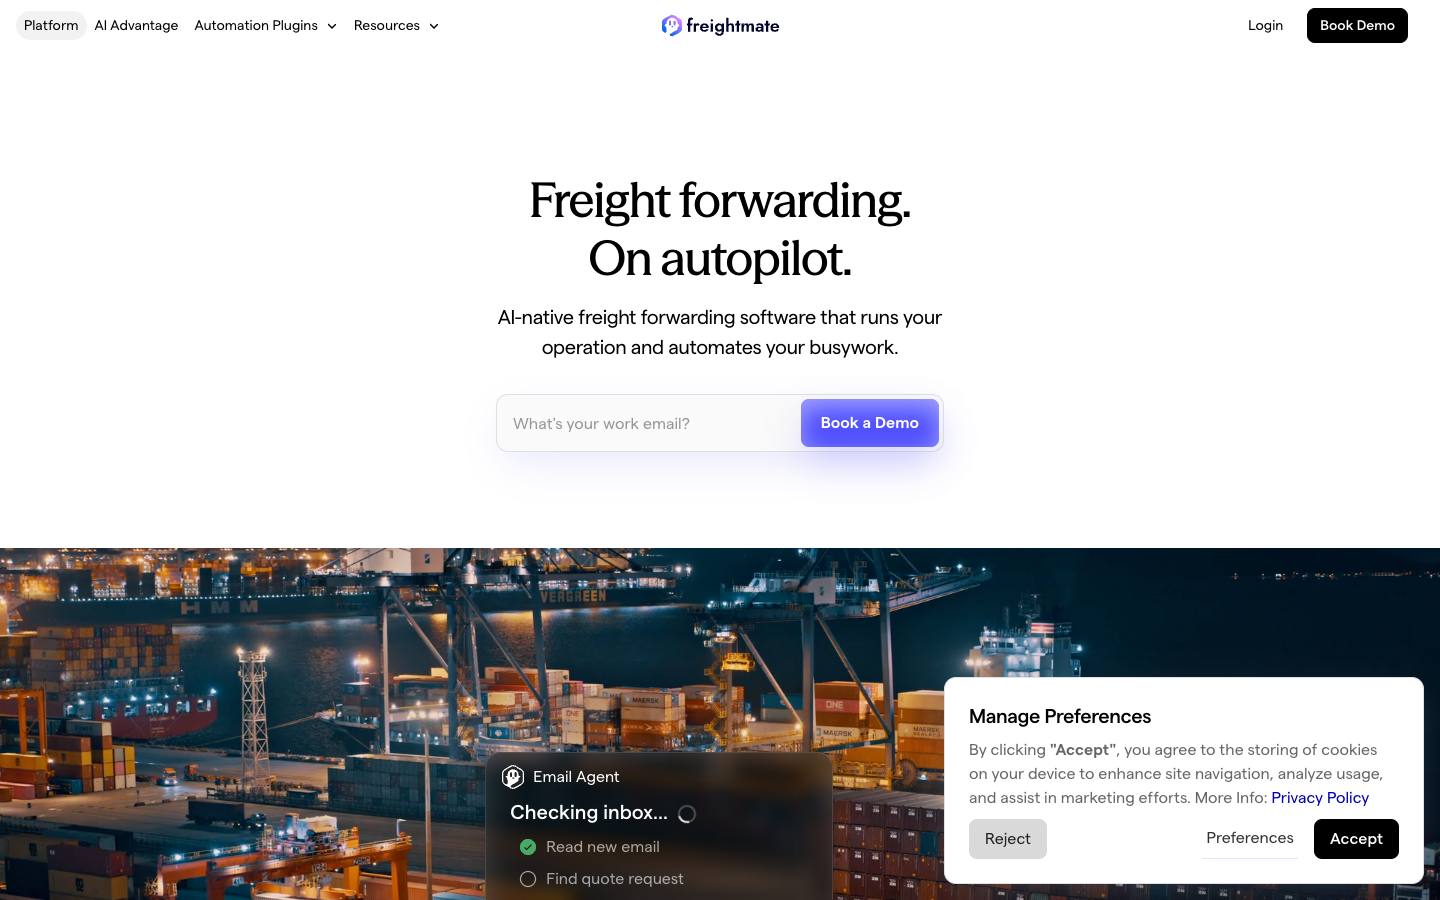 Platform
AI Advantage
Automation Plugins
Resources
freightmate
Login
Book Demo
Freight forwarding.
On autopilot.
AI-native freight forwarding software that runs your
operation and automates your busywork.
What's your work email?
Book a Demo
HMM
EVERGREEN
ONE
MAERSK
MAERSK
MAERSK
Email Agent
Checking inbox...
Read new email
Find quote request
Manage Preferences
By clicking "Accept", you agree to the storing of cookies
on your device to enhance site navigation, analyze usage,
and assist in marketing efforts. More Info: Privacy Policy
Reject
Preferences
Accept